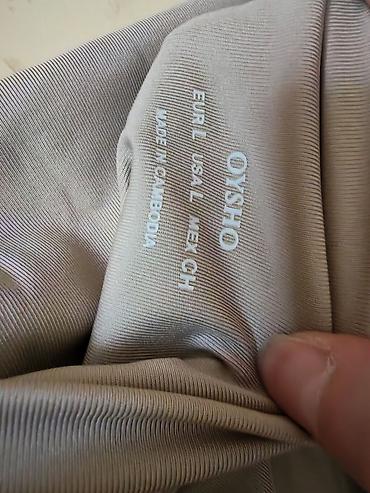 OYSHO
EUR L USA L MEX CH
MADE IN CAMBODIA